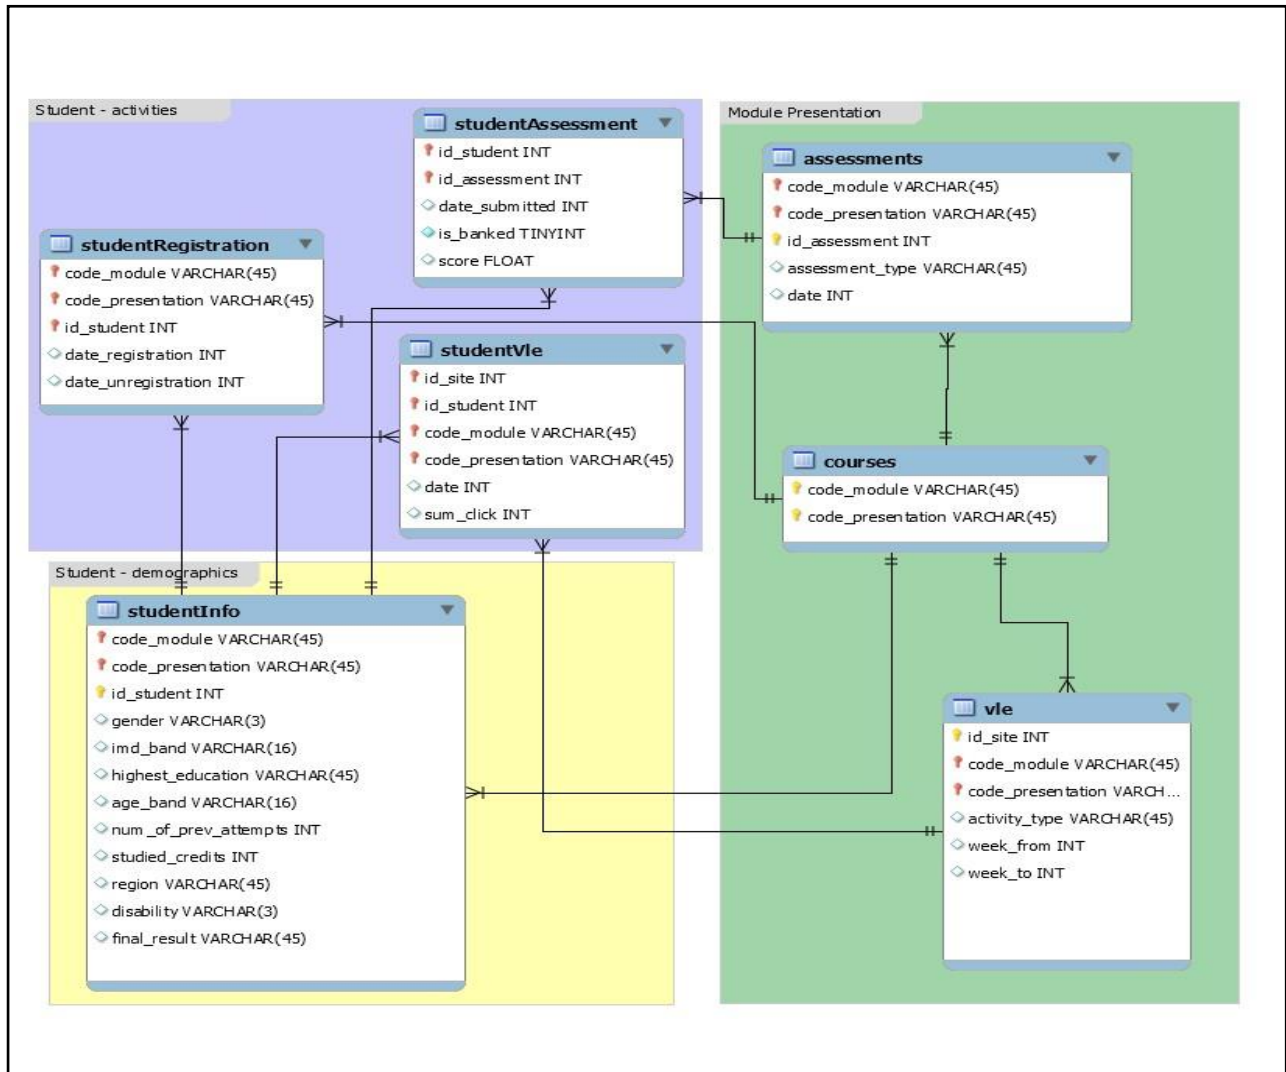 Student - activities
studentAssessment
id_student INT
id_assessment INT
date_submitted INT
is_banked TINYINT
score FLOAT
studentRegistration
code_module VARCHAR(45)
code_presentation VARCHAR(45)
id_student INT
date_registration INT
date_unregistration INT
studentVle
id_site INT
id_student INT
code_module VARCHAR(45)
code_presentation VARCHAR(45)
date INT
sum_click INT
Student - demographics
studentInfo
code_module VARCHAR(45)
code_presentation VARCHAR(45)
id_student INT
gender VARCHAR(3)
imd_band VARCHAR(16)
highest_education VARCHAR(45)
age_band VARCHAR(16)
num_of_prev_attempts INT
studied_credits INT
region VARCHAR(45)
disability VARCHAR(3)
final_result VARCHAR(45)
Module Presentation
assessments
code_module VARCHAR(45)
code_presentation VARCHAR(45)
id_assessment INT
assessment_type VARCHAR(45)
date INT
courses
code_module VARCHAR(45)
code_presentation VARCHAR(45)
vle
id_site INT
code_module VARCHAR(45)
code_presentation VARCH...
activity_type VARCHAR(45)
week_from INT
week_to INT